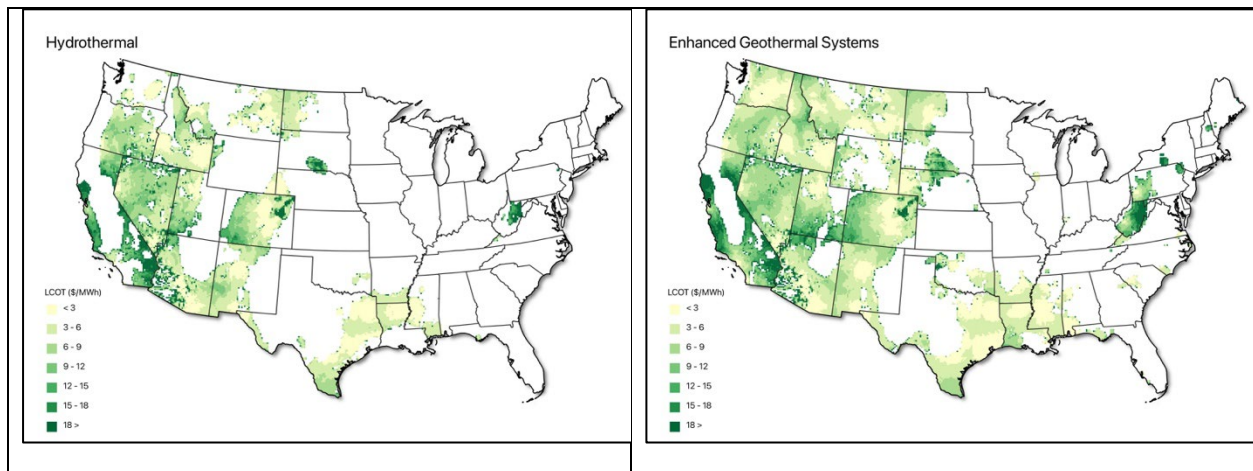 Hydrothermal
LCOT ($/MWh)
< 3
3 - 6
6 - 9
9 - 12
12 - 15
15 - 18
18 >
Enhanced Geothermal Systems
LCOT ($/MWh)
< 3
3 - 6
6 - 9
9 - 12
12 - 15
15 - 18
18 >